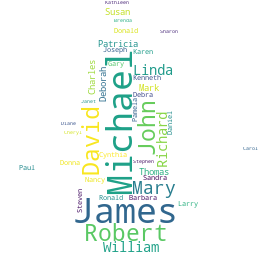 Kathleen
Susan
Brenda
Donald
Sharon
Patricia
Joseph
Karen
Michael
Charles
Gary
Linda
Deborah
Kenneth
Mark
Debra
Janet
Pamela
David
John
Richard
Daniel
Diane
Cheryl
Carol
Cynthia
Stephen
Paul
Donna
Thomas
Nancy
Sandra
Mary
Steven
Ronald
Barbara
Larry
James
Robert
William